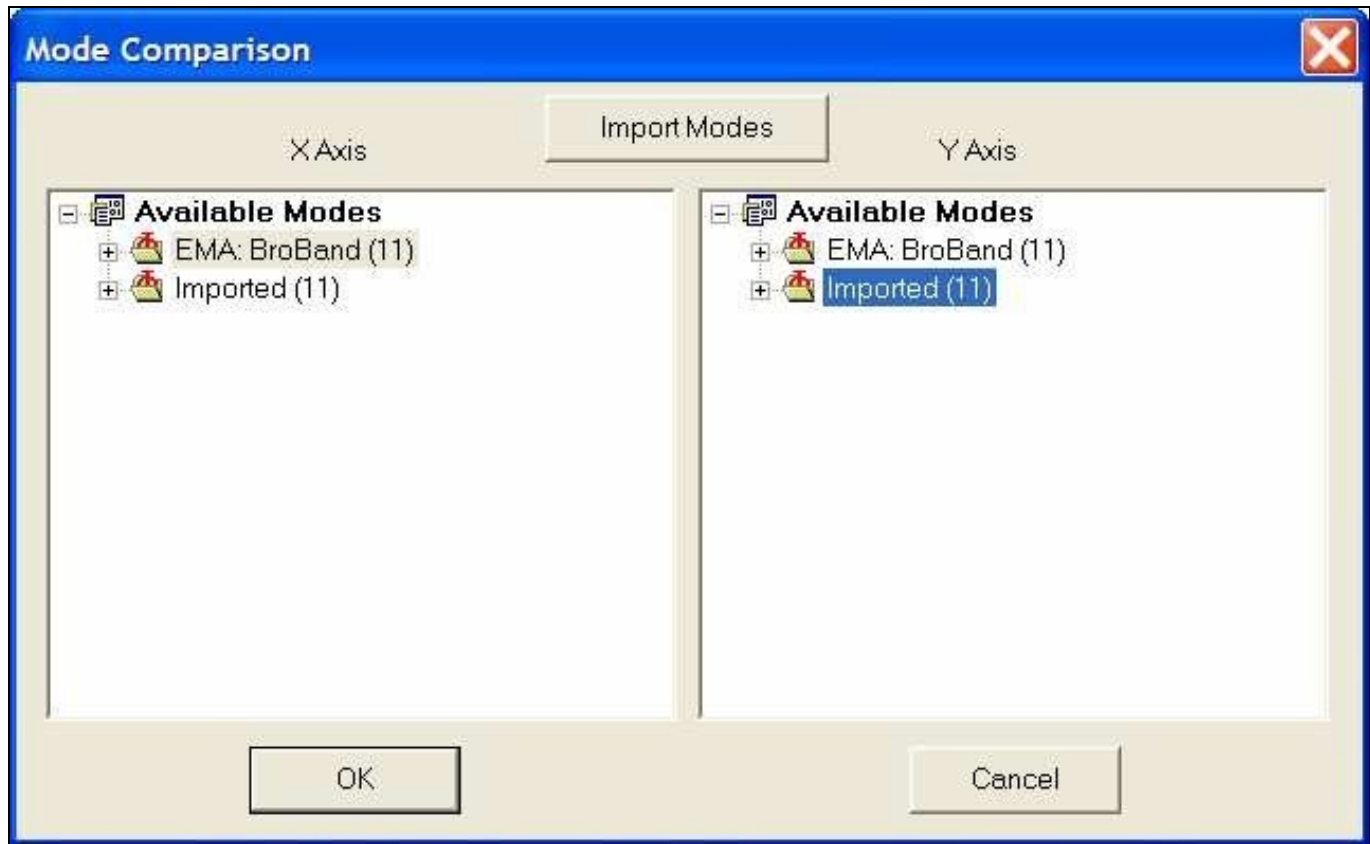 Mode Comparison
Import Modes
X Axis
Y Axis
Available Modes
EMA: BroBand (11)
Imported (11)
Available Modes
EMA: BroBand (11)
Imported (11)
OK
Cancel